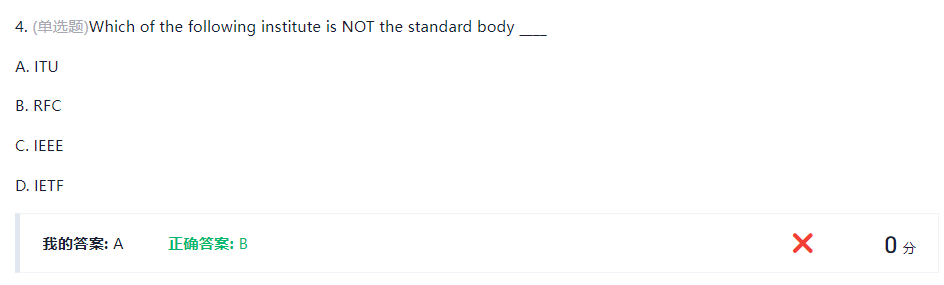 4. (单选题)Which of the following institute is NOT the standard body ____
A. ITU
B. RFC
C. IEEE
D. IETF
我的答案: A 正确答案: B 0 分